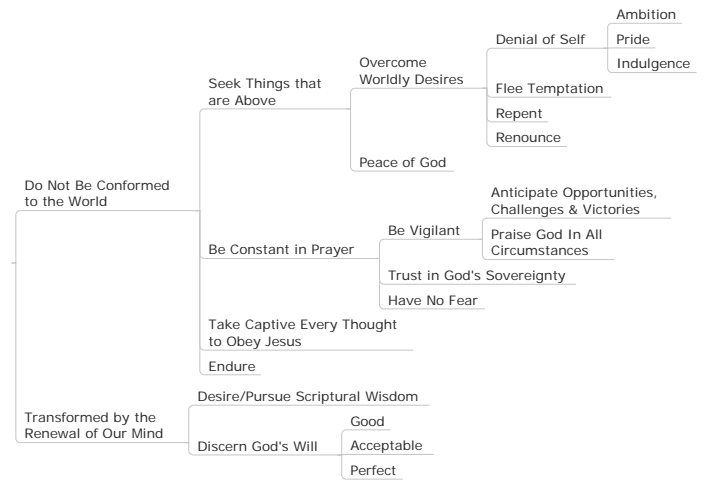 Do Not Be Conformed
to the World
Seek Things that
are Above
Overcome
Worldly Desires
Denial of Self
Ambition
Pride
Indulgence
Flee Temptation
Repent
Renounce
Peace of God
Be Constant in Prayer
Be Vigilant
Anticipate Opportunities,
Challenges & Victories
Praise God In All
Circumstances
Trust in God's Sovereignty
Have No Fear
Take Captive Every Thought
to Obey Jesus
Endure
Transformed by the
Renewal of Our Mind
Desire/Pursue Scriptural Wisdom
Discern God's Will
Good
Acceptable
Perfect